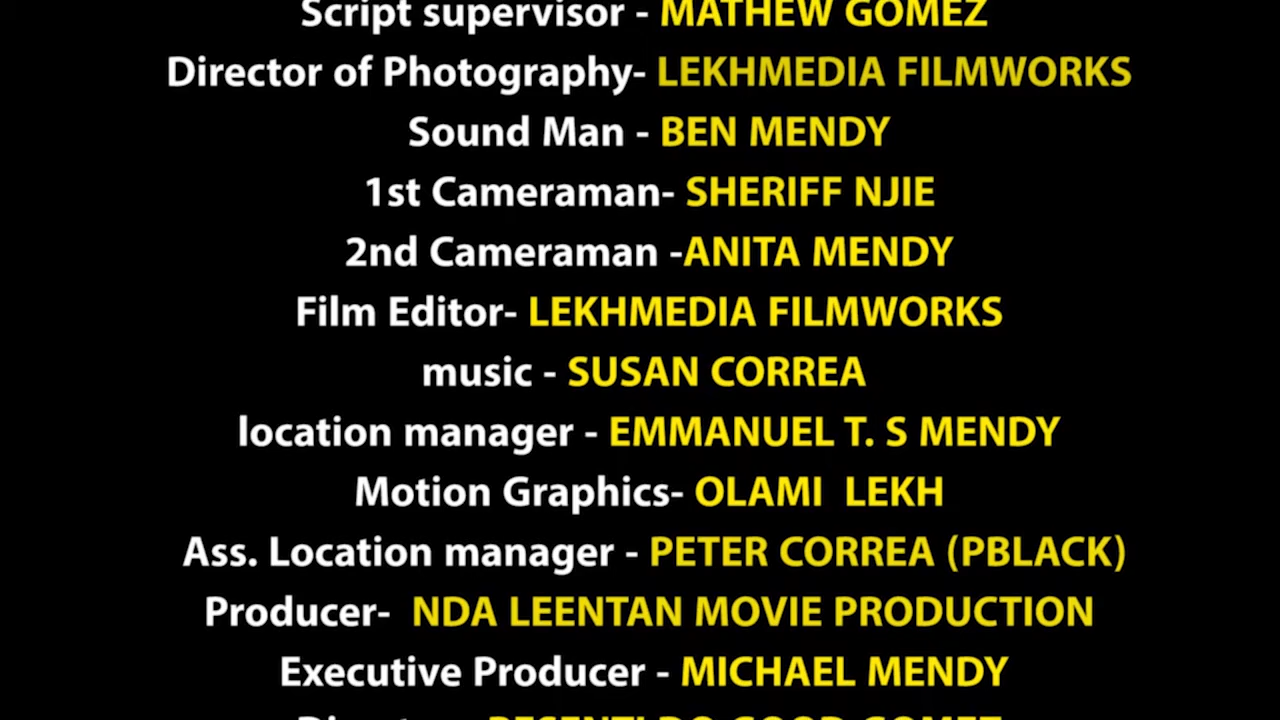 Script supervisor - MATHEW GOMEZ
Director of Photography- LEKHMEDIA FILMWORKS
Sound Man - BEN MENDY
1st Cameraman- SHERIFF NJIE
2nd Cameraman -ANITA MENDY
Film Editor- LEKHMEDIA FILMWORKS
music - SUSAN CORREA
location manager - EMMANUEL T. S MENDY
Motion Graphics- OLAMI  LEKH
Ass. Location manager - PETER CORREA (PBLACK)
Producer-  NDA LEENTAN MOVIE PRODUCTION
Executive Producer - MICHAEL MENDY